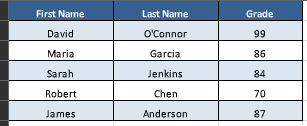 First Name Last Name Grade
David O'Connor 99
Maria Garcia 86
Sarah Jenkins 84
Robert Chen 70
James Anderson 87